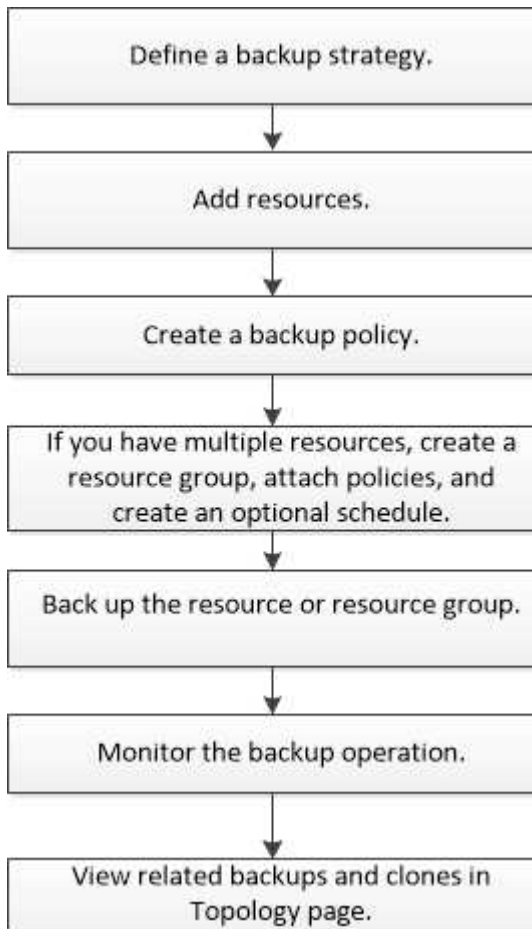 Define a backup strategy.
Add resources.
Create a backup policy.
If you have multiple resources, create a
resource group, attach policies, and
create an optional schedule.
Back up the resource or resource group.
Monitor the backup operation.
View related backups and clones in
Topology page.